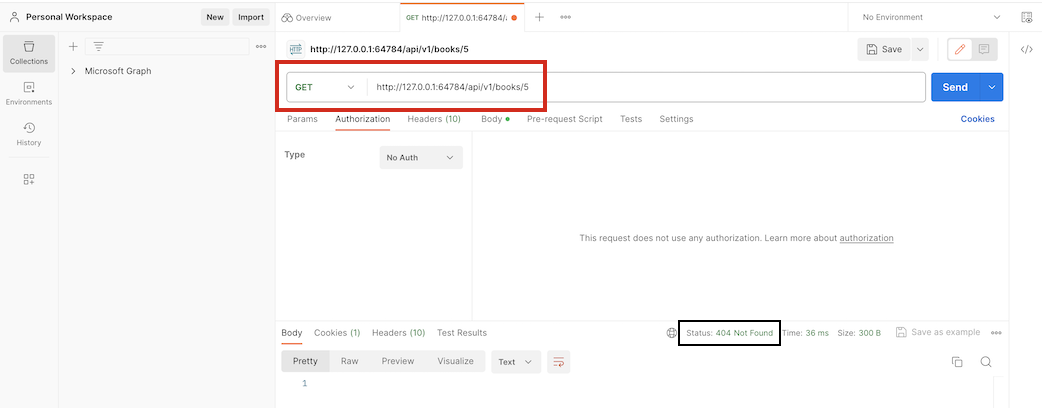 Personal Workspace
New
Import
Overview
GET http://127.0.0.1:64784/
No Environment
Collections
Microsoft Graph
HTTP
http://127.0.0.1:64784/api/v1/books/5
Save
Environments
GET
http://127.0.0.1:64784/api/v1/books/5
Send
Params
Authorization
Headers (10)
Body
Pre-request Script
Tests
Settings
Cookies
History
Type
No Auth
This request does not use any authorization. Learn more about authorization
Body
Cookies (1)
Headers (10)
Test Results
Status: 404 Not Found
Time: 36 ms
Size: 300 B
Save as example
Pretty
Raw
Preview
Visualize
Text
1